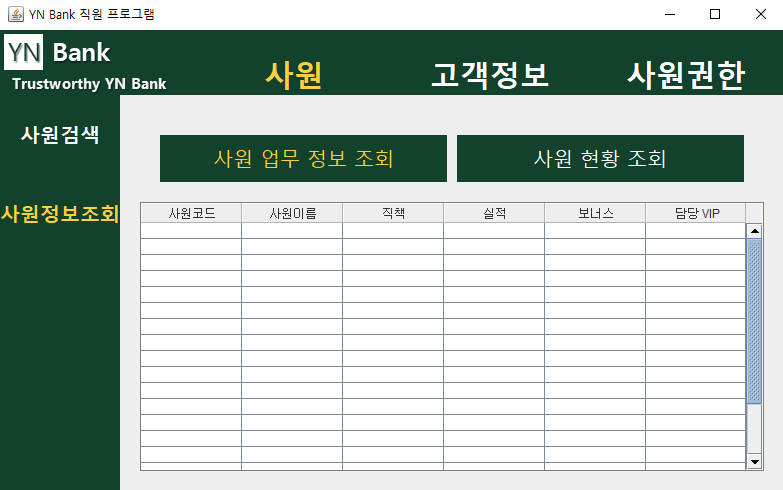 YN Bank 직원 프로그램
YN Bank
Trustworthy YN Bank
사원 고객정보 사원권한
사원검색
사원정보조회
사원 업무 정보 조회 사원 현황 조회
사원코드 사원이름 직책 실적 보너스 담당 VIP